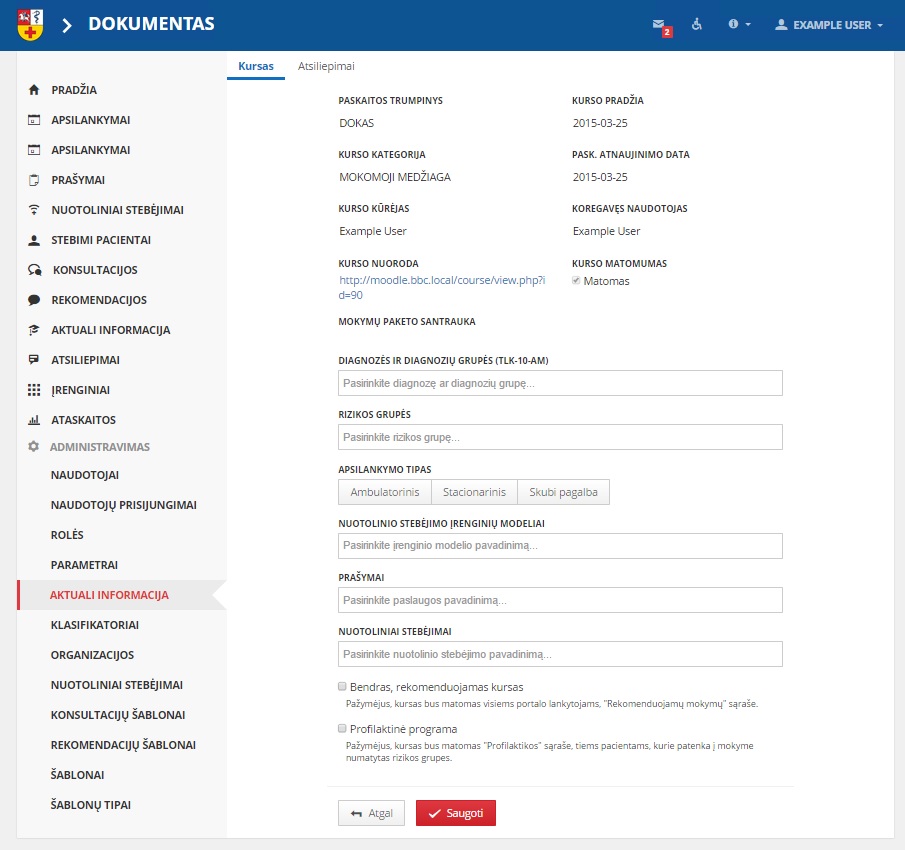 DOKUMENTAS
2
EXAMPLE USER
Kursas
Atsiliepimai
PRADŽIA
APSILANKYMAI
APSILANKYMAI
PRAŠYMAI
NUOTOLINIAI STEBĖJIMAI
STEBIMI PACIENTAI
KONSULTACIJOS
REKOMENDACIJOS
AKTUALI INFORMACIJA
ATSILIEPIMAI
ĮRENGINIAI
ATASKAITOS
ADMINISTRAVIMAS
NAUDOTOJAI
NAUDOTOJŲ PRISIJUNGIMAI
ROLĖS
PARAMETRAI
AKTUALI INFORMACIJA
KLASIFIKATORIAI
ORGANIZACIJOS
NUOTOLINIAI STEBĖJIMAI
KONSULTACIJŲ ŠABLONAI
REKOMENDACIJŲ ŠABLONAI
ŠABLONAI
ŠABLONŲ TIPAI
PASKAITOS TRUMPINYS
DOKAS
KURSO PRADŽIA
2015-03-25
KURSO KATEGORIJA
MOKOMOJI MEDŽIAGA
PASK. ATNAUJINIMO DATA
2015-03-25
KURSO KŪRĖJAS
Example User
KOREGAVĘS NAUDOTOJAS
Example User
KURSO NUORODA
http://moodle.bbc.local/course/view.php?i
d=90
KURSO MATOMUMAS
Matomas
MOKYMŲ PAKETO SANTRAUKA
DIAGNOZĖS IR DIAGNOZIŲ GRUPĖS (TLK-10-AM)
Pasirinkite diagnozę ar diagnozių grupę...
RIZIKOS GRUPĖS
Pasirinkite rizikos grupę...
APSILANKYMO TIPAS
Ambulatorinis
Stacionarinis
Skubi pagalba
NUOTOLINIO STEBĖJIMO ĮRENGINIŲ MODELIAI
Pasirinkite įrenginio modelio pavadinimą...
PRAŠYMAI
Pasirinkite paslaugos pavadinimą...
NUOTOLINIAI STEBĖJIMAI
Pasirinkite nuotolinio stebėjimo pavadinimą...
Bendras, rekomenduojamas kursas
Pažymėjus, kursas bus matomas visiems portalo lankytojams, "Rekomenduojamų mokymų" sąraše.
Profilaktinė programa
Pažymėjus, kursas bus matomas "Profilaktikos" sąraše, tiems pacientams, kurie patenka į mokyme
numatytas rizikos grupes.
Atgal
Saugoti